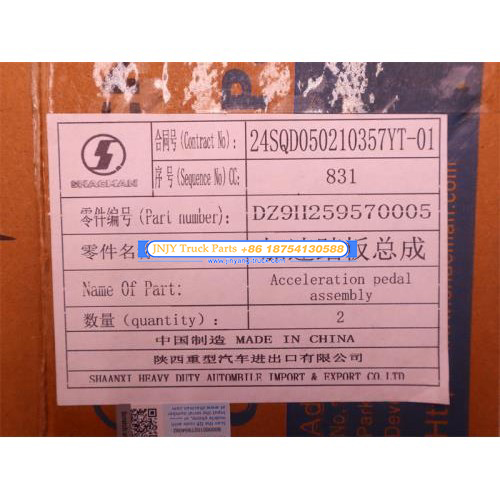 SHACMAN
合同号(Contract No):
24SQD050210357YT-01
序号(Sequence No)CC:
831
零件编号(Part number):
DZ9H259570005
零件名
踏板总成
JNJY Truck Parts +86 18754130588
Name Of Part:
Acceleration pedal
assembly
数量(quantity):
2
中国制造 MADE IN CHINA
陕西重型汽车进出口有限公司
SHAANXI HEAVY DUTY AUTOMBILE IMPORT & EXPORT CO.LTD